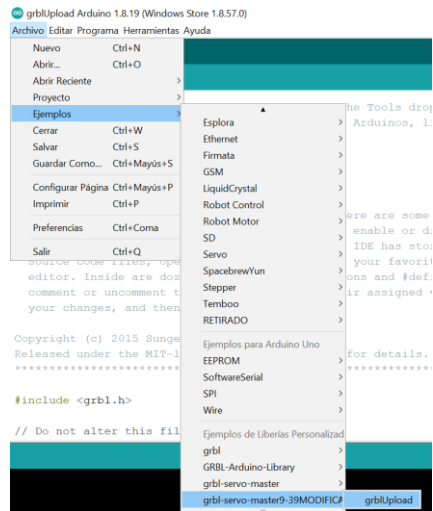 grblUpload Arduino 1.8.19 (Windows Store 1.8.57.0)
Archivo Editar Programa Herramientas Ayuda
Nuevo Ctrl+N
Abrir... Ctrl+O
Abrir Reciente >
Proyecto >
Ejemplos >
Cerrar Ctrl+W
Salvar Ctrl+S
Guardar Como... Ctrl+Mayús+S
Configurar Página Ctrl+Mayús+P
Imprimir Ctrl+P
Preferencias Ctrl+Coma
Salir Ctrl+Q
▲
Esplora >
Ethernet >
Firmata >
GSM >
LiquidCrystal >
Robot Control >
Robot Motor >
SD >
Servo >
SpacebrewYun >
Stepper >
Temboo >
RETIRADO >
Ejemplos para Arduino Uno
EEPROM >
SoftwareSerial >
SPI >
Wire >
Ejemplos de Liberías Personalizad
grbl >
GRBL-Arduino-Library >
grbl-servo-master >
grbl-servo-master9-39MODIFICA
grblUpload
he Tools drop
Arduinos, li
ere are some
enable or di
IDE has stor
source code files, ope your favorit
editor. Inside are doz ons and #defi
comment or uncomment t ir assigned v
your changes, and then
Copyright (c) 2015 Sunge
Released under the MIT-l for details.
************************ **************
#include <grbl.h>
// Do not alter this fil